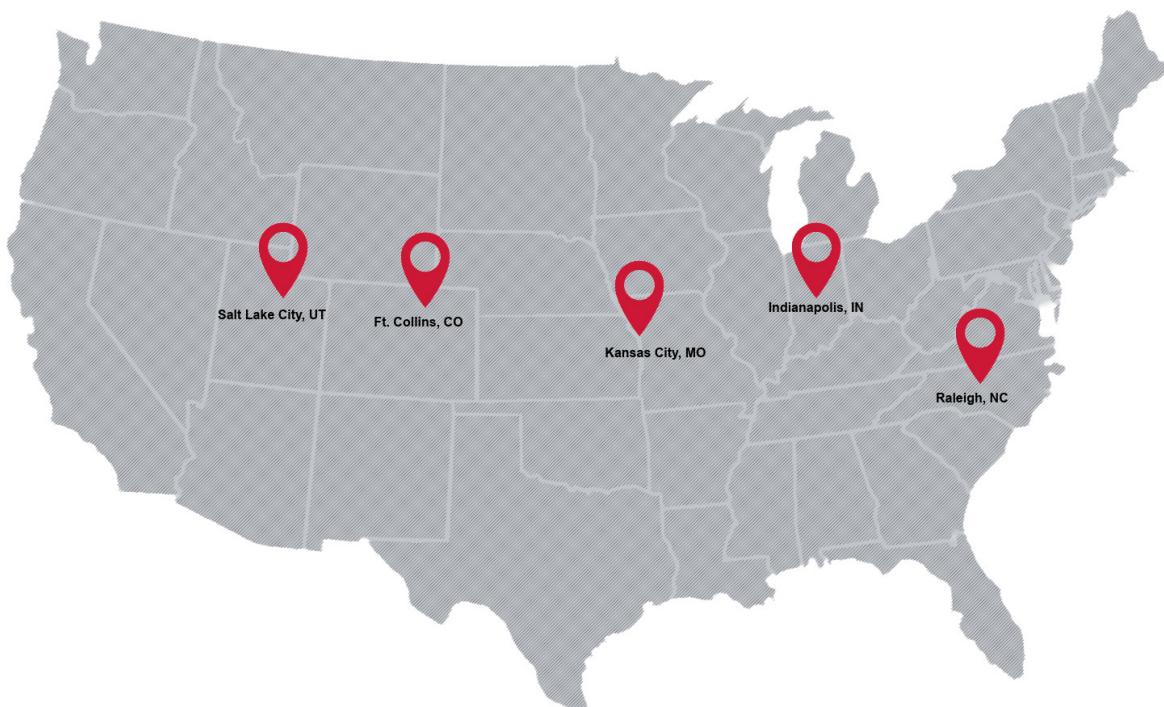 Salt Lake City, UT
Ft. Collins, CO
Kansas City, MO
Indianapolis, IN
Raleigh, NC